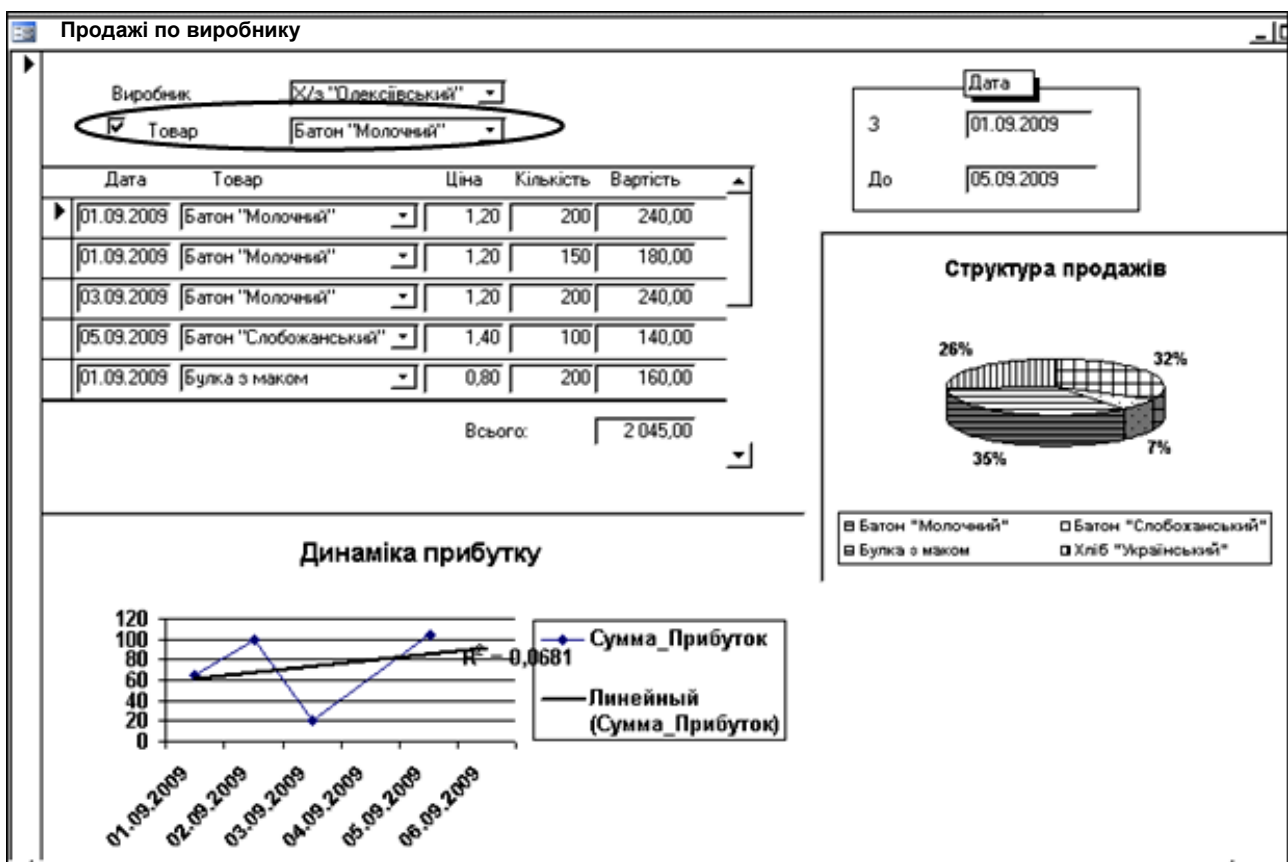 Продажі по виробнику
Виробник Х/з "Олексіївський"
Товар Батон "Молочний"
Дата
З 01.09.2009
До 05.09.2009
Дата Товар Ціна Кількість Вартість
01.09.2009 Батон "Молочний" 1,20 200 240,00
01.09.2009 Батон "Молочний" 1,20 150 180,00
03.09.2009 Батон "Молочний" 1,20 200 240,00
05.09.2009 Батон "Слобожанський" 1,40 100 140,00
01.09.2009 Булка з маком 0,80 200 160,00
Всього: 2 045,00
Структура продажів
26%
32%
35%
7%
Батон "Молочний" Батон "Слобожанський"
Булка з маком Хліб "Український"
Динаміка прибутку
120
100
80
60
40
20
0
R² = 0,0681
Сумма_Прибуток
Линейный
(Сумма_Прибуток)
01.09.2009
02.09.2009
03.09.2009
04.09.2009
05.09.2009
06.09.2009